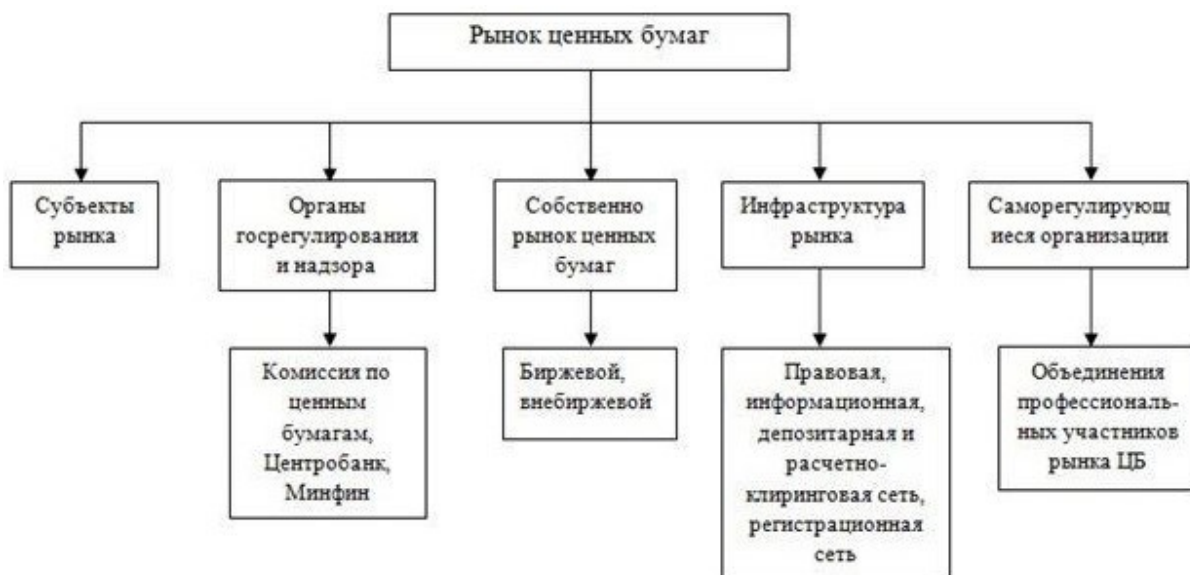 Рынок ценных бумаг
Субъекты
рынка
Органы
госрегулирования
и надзора
Собственно
рынок ценных
бумаг
Инфраструктура
рынка
Саморегулирующ
иеся организации
Комиссия по
ценным
бумагам,
Центробанк,
Минфин
Биржевой,
внебиржевой
Правовая,
информационная,
депозитарная и
расчетно-
клиринговая сеть,
регистрационная
сеть
Объединения
профессиональ-
ных участников
рынка ЦБ